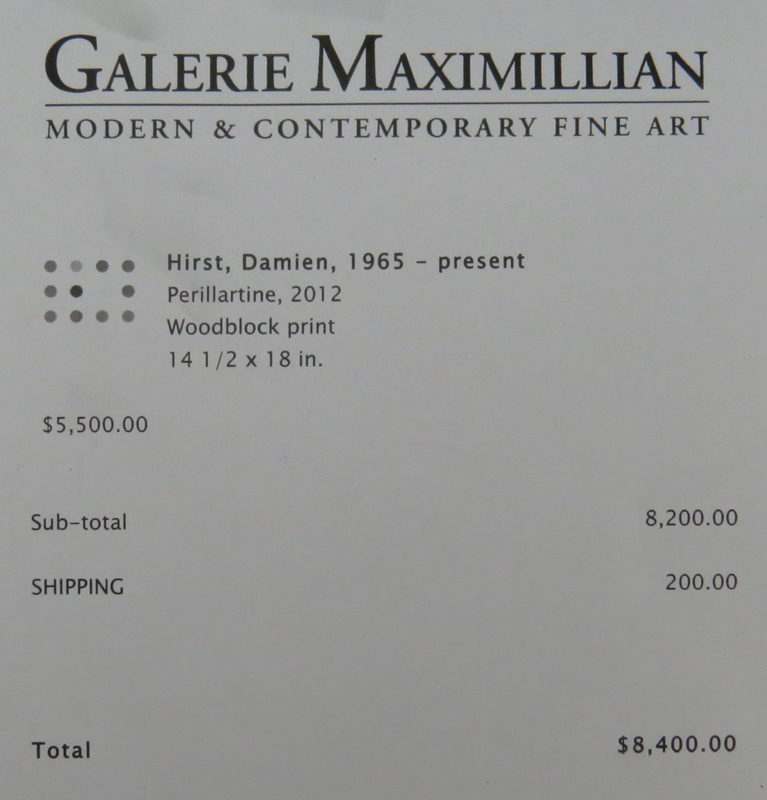 GALERIE MAXIMILLIAN
MODERN & CONTEMPORARY FINE ART
Hirst, Damien, 1965 – present
Perillartine, 2012
Woodblock print
14 1/2 x 18 in.
$5,500.00
Sub-total 8,200.00
SHIPPING 200.00
Total $8,400.00